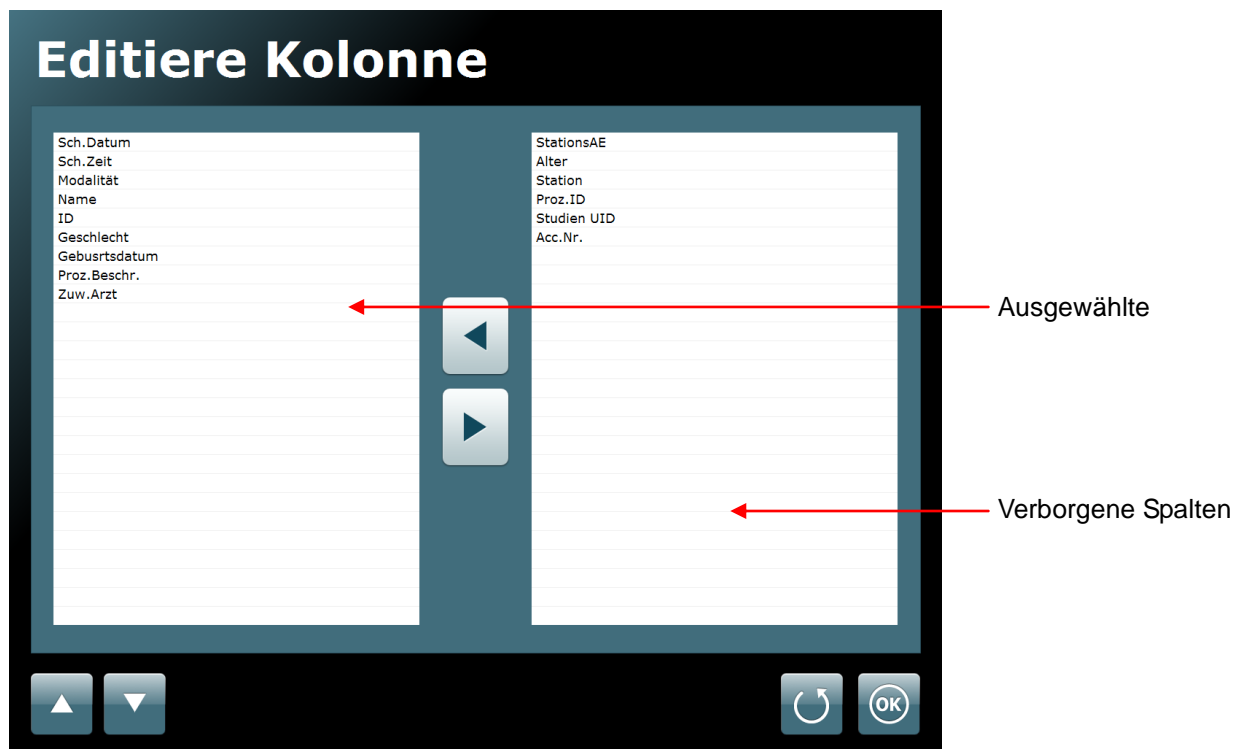 Editiere Kolonne
Sch.Datum
Sch.Zeit
Modalität
Name
ID
Geschlecht
Gebusrtsdatum
Proz.Beschr.
Zuw.Arzt
StationsAE
Alter
Station
Proz.ID
Studien UID
Acc.Nr.
Ausgewählte
Verborgene Spalten
OK